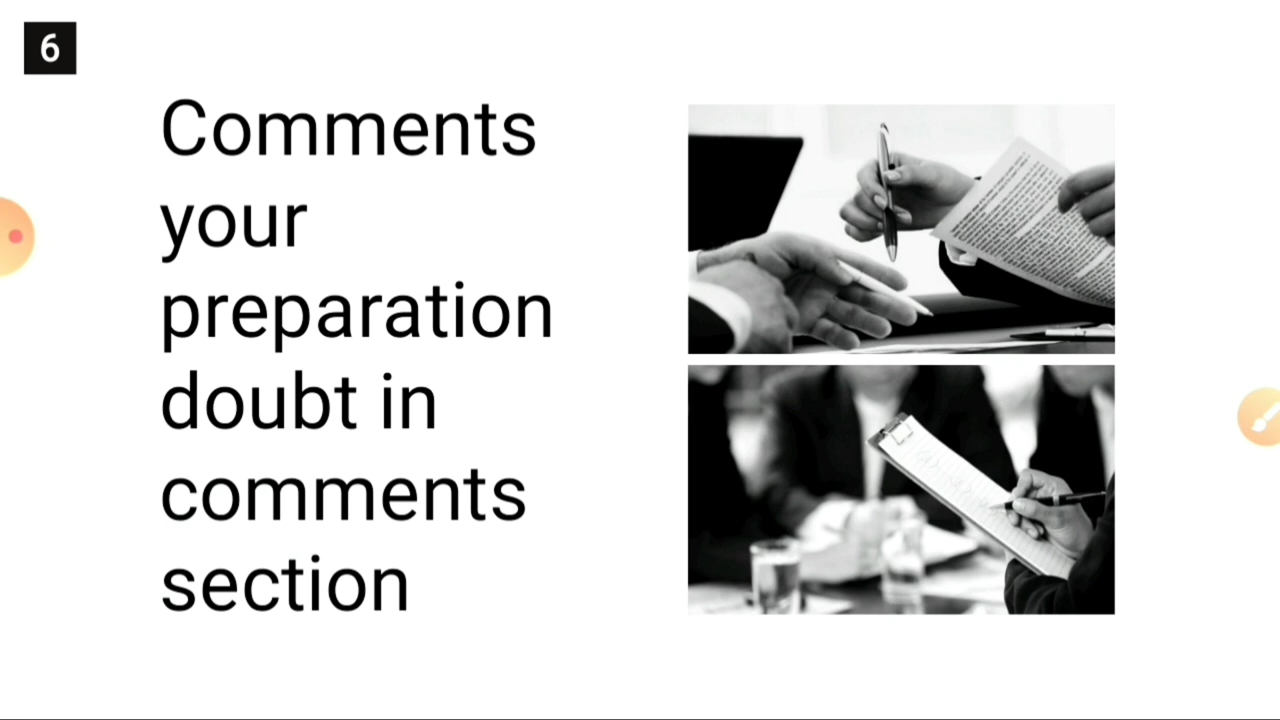 6
Comments
your
preparation
doubt in
comments
section